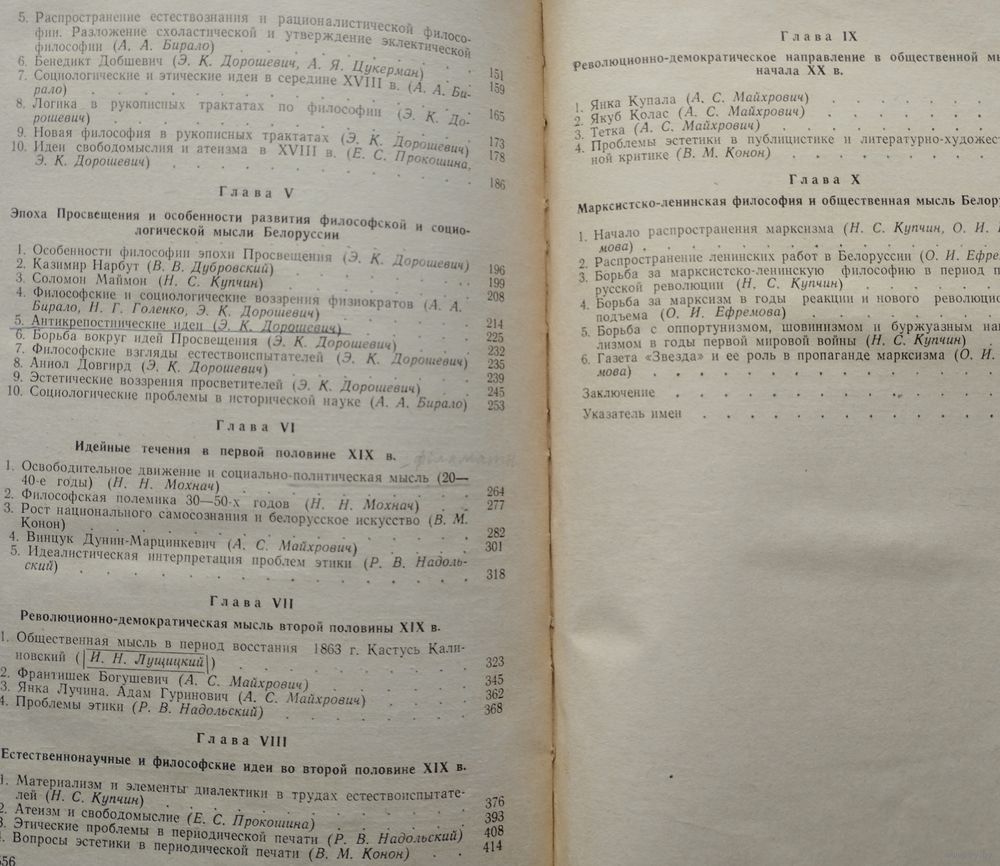 5. Распространение естествознания и рационалистической филосо-
фии. Разложение схоластической и утверждение эклектической
философии (А. А. Бирало) . . . . . . . . 151
6. Бенедикт Добшевич (Э. К. Дорошевич, А. Я. Цукерман) 159
7. Социологические и этические идеи в середине XVIII в. (А. А. Би-
рало) . . . . . . . . 165
8. Логика в рукописных трактатах по философии (Э. К. До-
рошевич) . . . . . . . . 173
9. Новая философия в рукописных трактатах (Э. К. Дорошевич) 178
10. Идеи свободомыслия и атеизма в XVIII в. (Е. С. Прокошина,
Э. К. Дорошевич) . . . . . . . . 186
Глава V
Эпоха Просвещения и особенности развития философской и социо-
логической мысли Белоруссии
1. Особенности философии эпохи Просвещения (Э. К. Дорошевич) 196
2. Казимир Нарбут (В. В. Дубровский) . . . . 199
3. Соломон Маймон (Н. С. Купчин) . . . . 208
4. Философские и социологические воззрения физиократов (А. А.
Бирало, Н. Г. Голенко, Э. К. Дорошевич) . . . 214
5. Антикрепостнические идеи (Э. К. Дорошевич) . . 225
6. Борьба вокруг идей Просвещения (Э. К. Дорошевич) . . 232
7. Философские взгляды естествоиспытателей (Э. К. Дорошевич) 235
8. Аниол Довгирд (Э. К. Дорошевич) . . . . 239
9. Эстетические воззрения просветителей (Э. К. Дорошевич) . 245
10. Социологические проблемы в исторической науке (А. А. Бирало) 253
Глава VI
Идейные течения в первой половине XIX в.
1. Освободительное движение и социально-политическая мысль (20—
40-е годы) (Н. Н. Мохнач) . . . . . . 264
2. Философская полемика 30—50-х годов (Н. Н. Мохнач) . 277
3. Рост национального самосознания и белорусское искусство (В. М.
Конон) . . . . . . . . 282
4. Винцук Дунин-Марцинкевич (А. С. Майхрович) . . . 301
5. Идеалистическая интерпретация проблем этики (Р. В. Надоль-
ский) . . . . . . . . 318
Глава VII
Революционно-демократическая мысль второй половины XIX в.
1. Общественная мысль в период восстания 1863 г. Кастусь Кали-
новский (И. Н. Лущицкий) . . . . . . 323
2. Франтишек Богушевич (А. С. Майхрович) . . . . 345
3. Янка Лучина. Адам Гуринович (А. С. Майхрович) . . 362
4. Проблемы этики (Р. В. Надольский) . . . . . 368
Глава VIII
Естественнонаучные и философские идеи во второй половине XIX в.
1. Материализм и элементы диалектики в трудах естествоиспытате-
лей (Н. С. Купчин) . . . . . . . 376
2. Атеизм и свободомыслие (Е. С. Прокошина) . . . 393
3. Этические проблемы в периодической печати (Р. В. Надольский) 408
4. Вопросы эстетики в периодической печати (В. М. Конон) . . 414
556
Глава IX
Революционно-демократическое направление в общественной мы
начала XX в.
1. Янка Купала (А. С. Майхрович) . . . .
2. Якуб Колас (А. С. Майхрович) . . . .
3. Тетка (А. С. Майхрович) . . . .
4. Проблемы эстетики в публицистике и литературно-художест
ной критике (В. М. Конон) . . . . . .
Глава X
Марксистско-ленинская философия и общественная мысль Белору
1. Начало распространения марксизма (Н. С. Купчин, О. И. Е
мова) . . . . . . . .
2. Распространение ленинских работ в Белоруссии (О. И. Ефрем
3. Борьба за марксистско-ленинскую философию в период п
русской революции (Н. С. Купчин) . . . .
4. Борьба за марксизм в годы реакции и нового революцио
подъема (О. И. Ефремова) . . . . .
5. Борьба с оппортунизмом, шовинизмом и буржуазным нац
лизмом в годы первой мировой войны (Н. С. Купчин) .
6. Газета «Звезда» и ее роль в пропаганде марксизма (О. И.
мова) . . . . . . . .
Заключение . . . . . . . .
Указатель имен . . . . . . . .